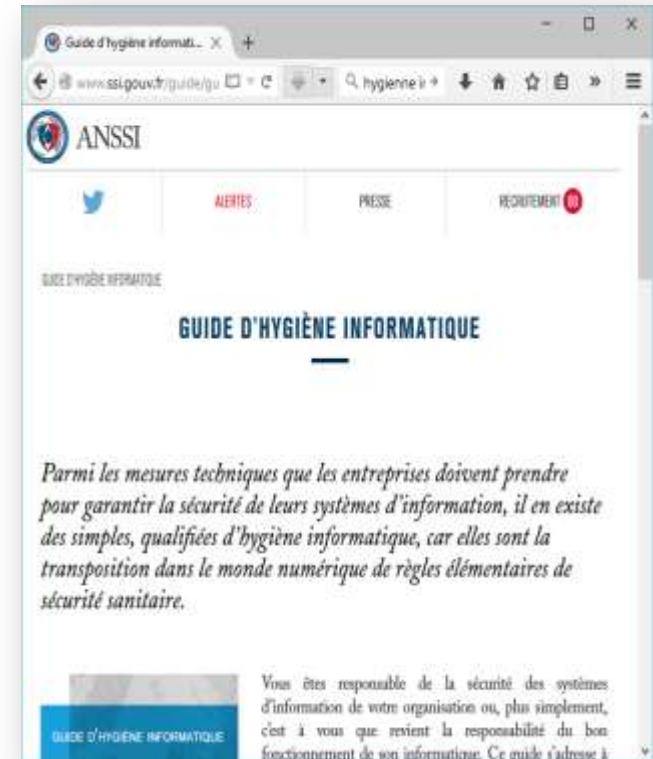 Guide d'hygiène informati...
www.ssi.gouv.fr/guide/gu
hygienne i
ANSSI
ALERTES
PRESSE
RECRUTEMENT
GUIDE D'HYGIÈNE INFORMATIQUE
GUIDE D'HYGIÈNE INFORMATIQUE
Parmi les mesures techniques que les entreprises doivent prendre
pour garantir la sécurité de leurs systèmes d'information, il en existe
des simples, qualifiées d'hygiène informatique, car elles sont la
transposition dans le monde numérique de règles élémentaires de
sécurité sanitaire.
GUIDE D'HYGIÈNE INFORMATIQUE
Vous êtes responsable de la sécurité des systèmes
d'information de votre organisation ou, plus simplement,
c'est à vous que revient la responsabilité du bon
fonctionnement de son informatique. Ce guide s'adresse à